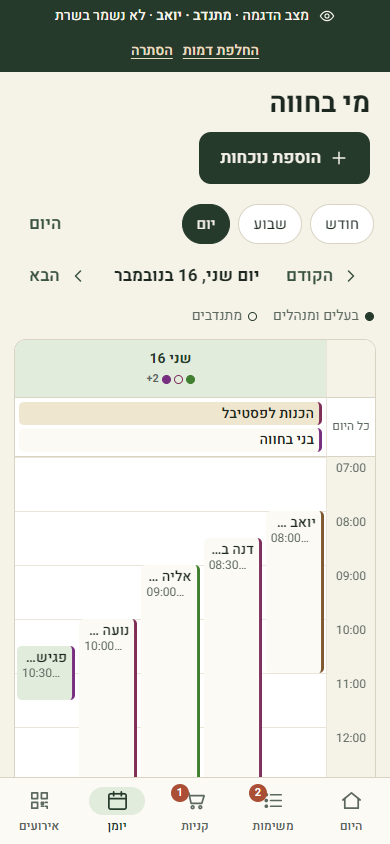 מצב הדגמה · מתנדב · יואב · לא נשמר בשרת
החלפת דמות הסתרה
מי בחווה
+ הוספת נוכחות
חודש שבוע יום היום
הקודם יום שני, 16 בנובמבר הבא
בעלים ומנהלים מתנדבים
שני 16
+2
כל היום
הכנות לפסטיבל
בני בחווה
07:00
08:00
09:00
10:00
11:00
12:00
יואב ...
08:00...
דנה ב...
08:30...
אליה ...
09:00...
נועה ...
10:00...
פגיש...
10:30...
היום
משימות 2
קניות 1
יומן
אירועים